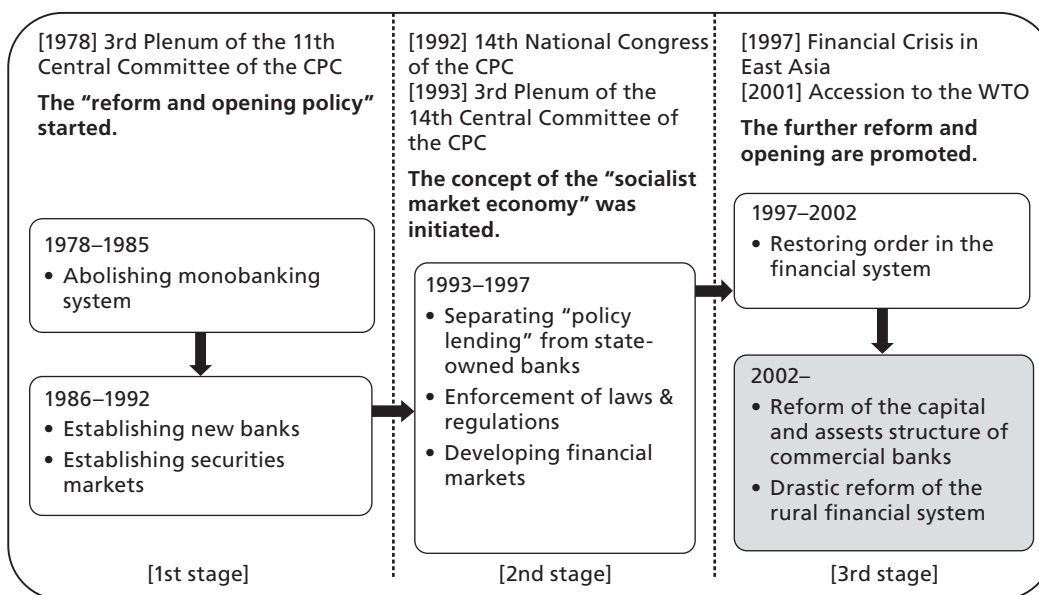 [1978] 3rd Plenum of the 11th
Central Committee of the CPC
The “reform and opening policy”
started.
1978–1985
• Abolishing monobanking
system
1986–1992
• Establishing new banks
• Establishing securities
markets
[1st stage]
[1992] 14th National Congress
of the CPC
[1993] 3rd Plenum of the
14th Central Committee of
the CPC
The concept of the “socialist
market economy” was
initiated.
1993–1997
• Separating “policy
lending” from state-
owned banks
• Enforcement of laws &
regulations
• Developing financial
markets
[2nd stage]
[1997] Financial Crisis in
East Asia
[2001] Accession to the WTO
The further reform and
opening are promoted.
1997–2002
• Restoring order in the
financial system
2002–
• Reform of the capital
and assests structure of
commercial banks
• Drastic reform of the
rural financial system
[3rd stage]